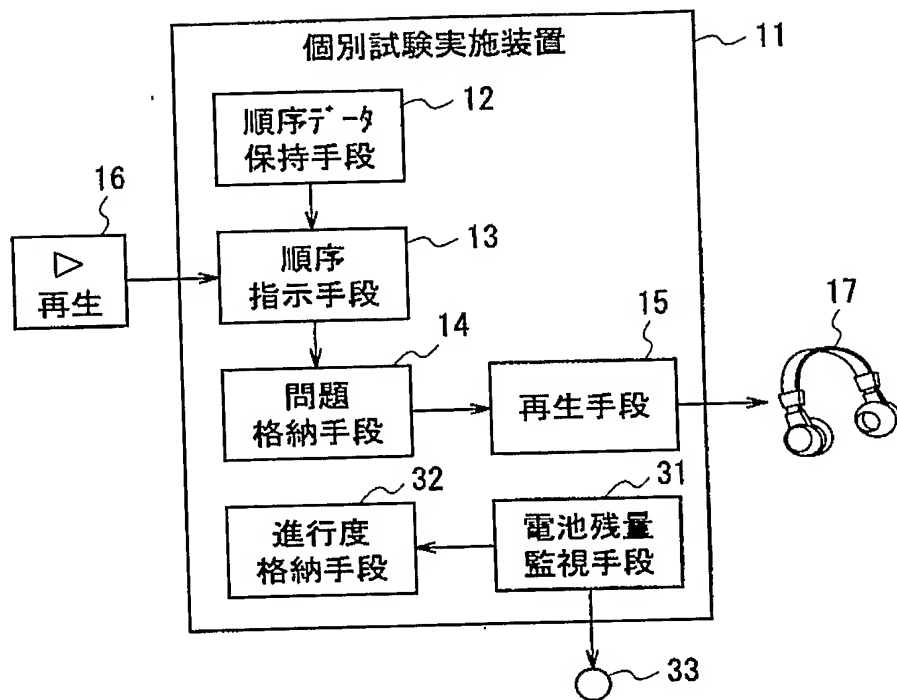 個別試験実施装置
11
12
順序データ
保持手段
16
▷
再生
13
順序
指示手段
14
問題
格納手段
15
再生手段
17
32
進行度
格納手段
31
電池残量
監視手段
33